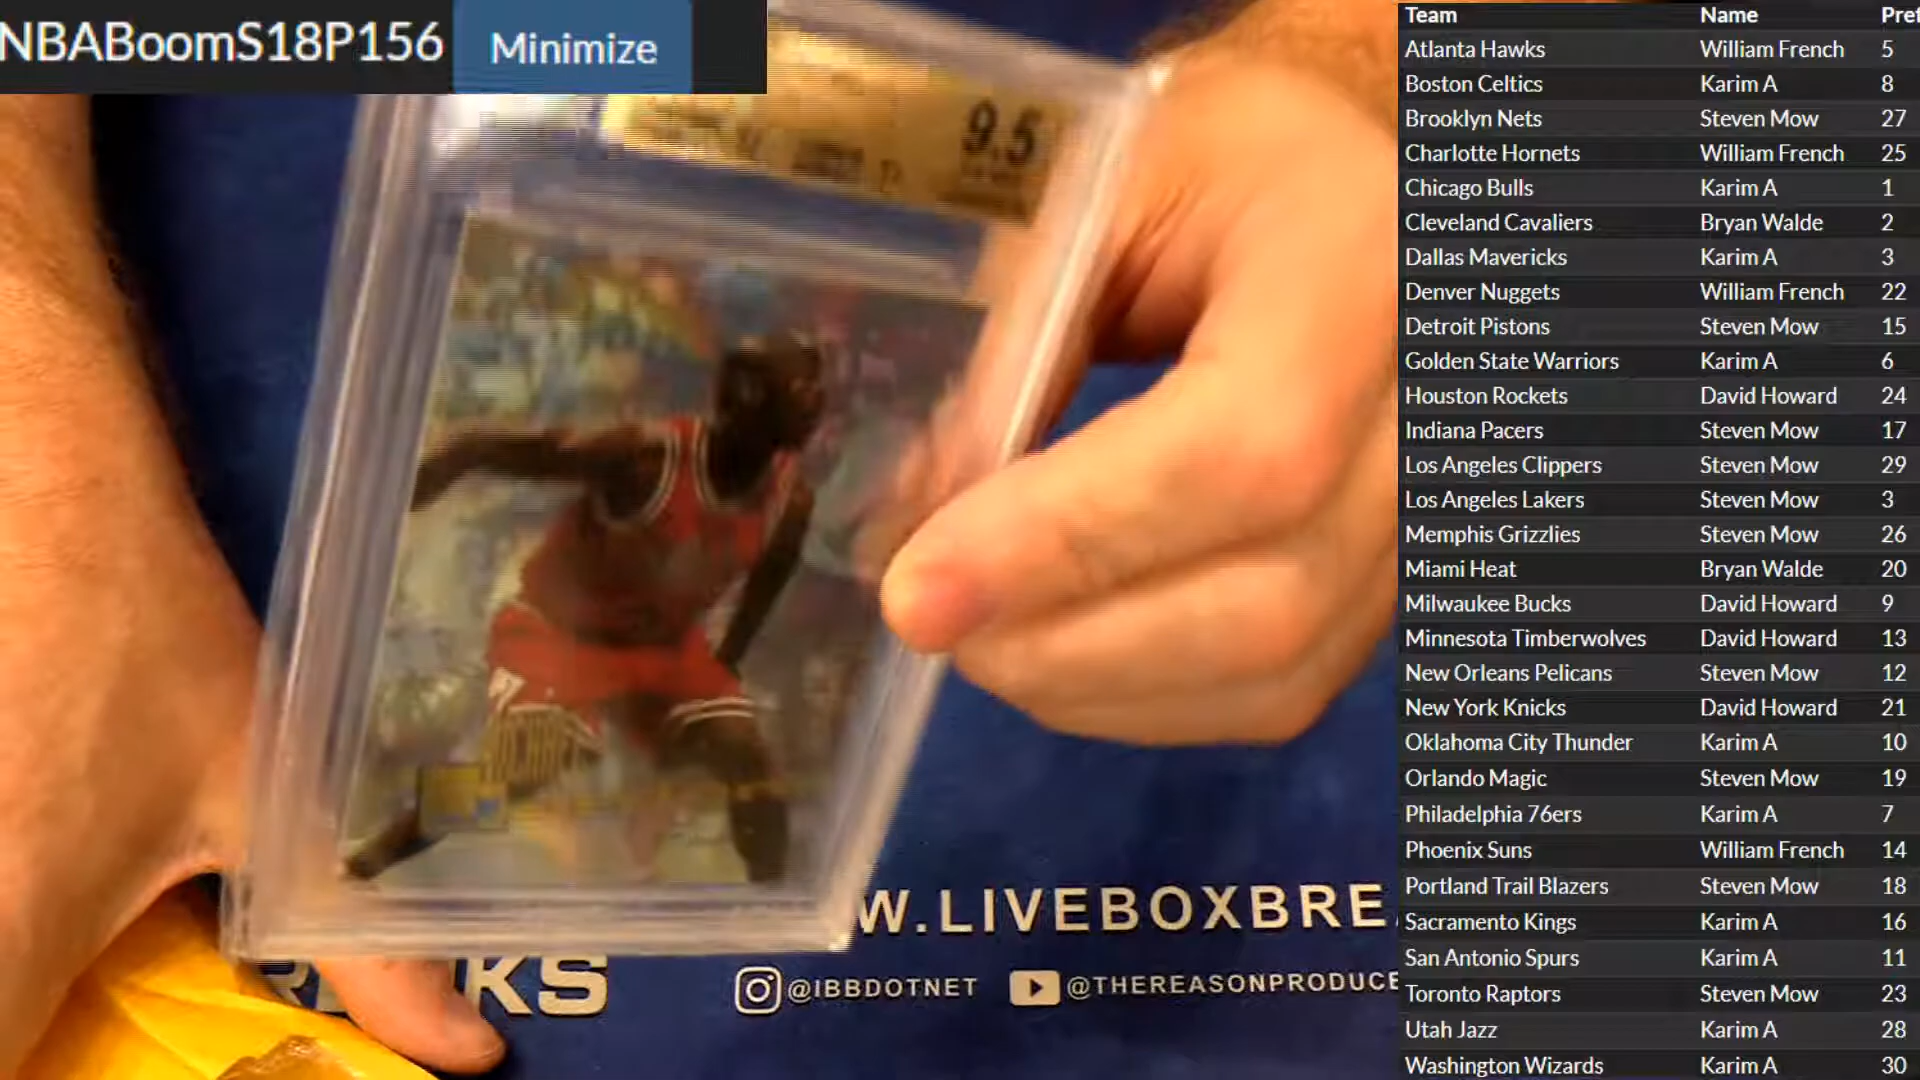 NBABoomS18P156
Minimize
9.5
W.LIVEBOXBRE
KS
@IBBDOTNET
@THEREASONPRODUCE
Team Name Pref
Atlanta Hawks William French 5
Boston Celtics Karim A 8
Brooklyn Nets Steven Mow 27
Charlotte Hornets William French 25
Chicago Bulls Karim A 1
Cleveland Cavaliers Bryan Walde 2
Dallas Mavericks Karim A 3
Denver Nuggets William French 22
Detroit Pistons Steven Mow 15
Golden State Warriors Karim A 6
Houston Rockets David Howard 24
Indiana Pacers Steven Mow 17
Los Angeles Clippers Steven Mow 29
Los Angeles Lakers Steven Mow 3
Memphis Grizzlies Steven Mow 26
Miami Heat Bryan Walde 20
Milwaukee Bucks David Howard 9
Minnesota Timberwolves David Howard 13
New Orleans Pelicans Steven Mow 12
New York Knicks David Howard 21
Oklahoma City Thunder Karim A 10
Orlando Magic Steven Mow 19
Philadelphia 76ers Karim A 7
Phoenix Suns William French 14
Portland Trail Blazers Steven Mow 18
Sacramento Kings Karim A 16
San Antonio Spurs Karim A 11
Toronto Raptors Steven Mow 23
Utah Jazz Karim A 28
Washington Wizards Karim A 30